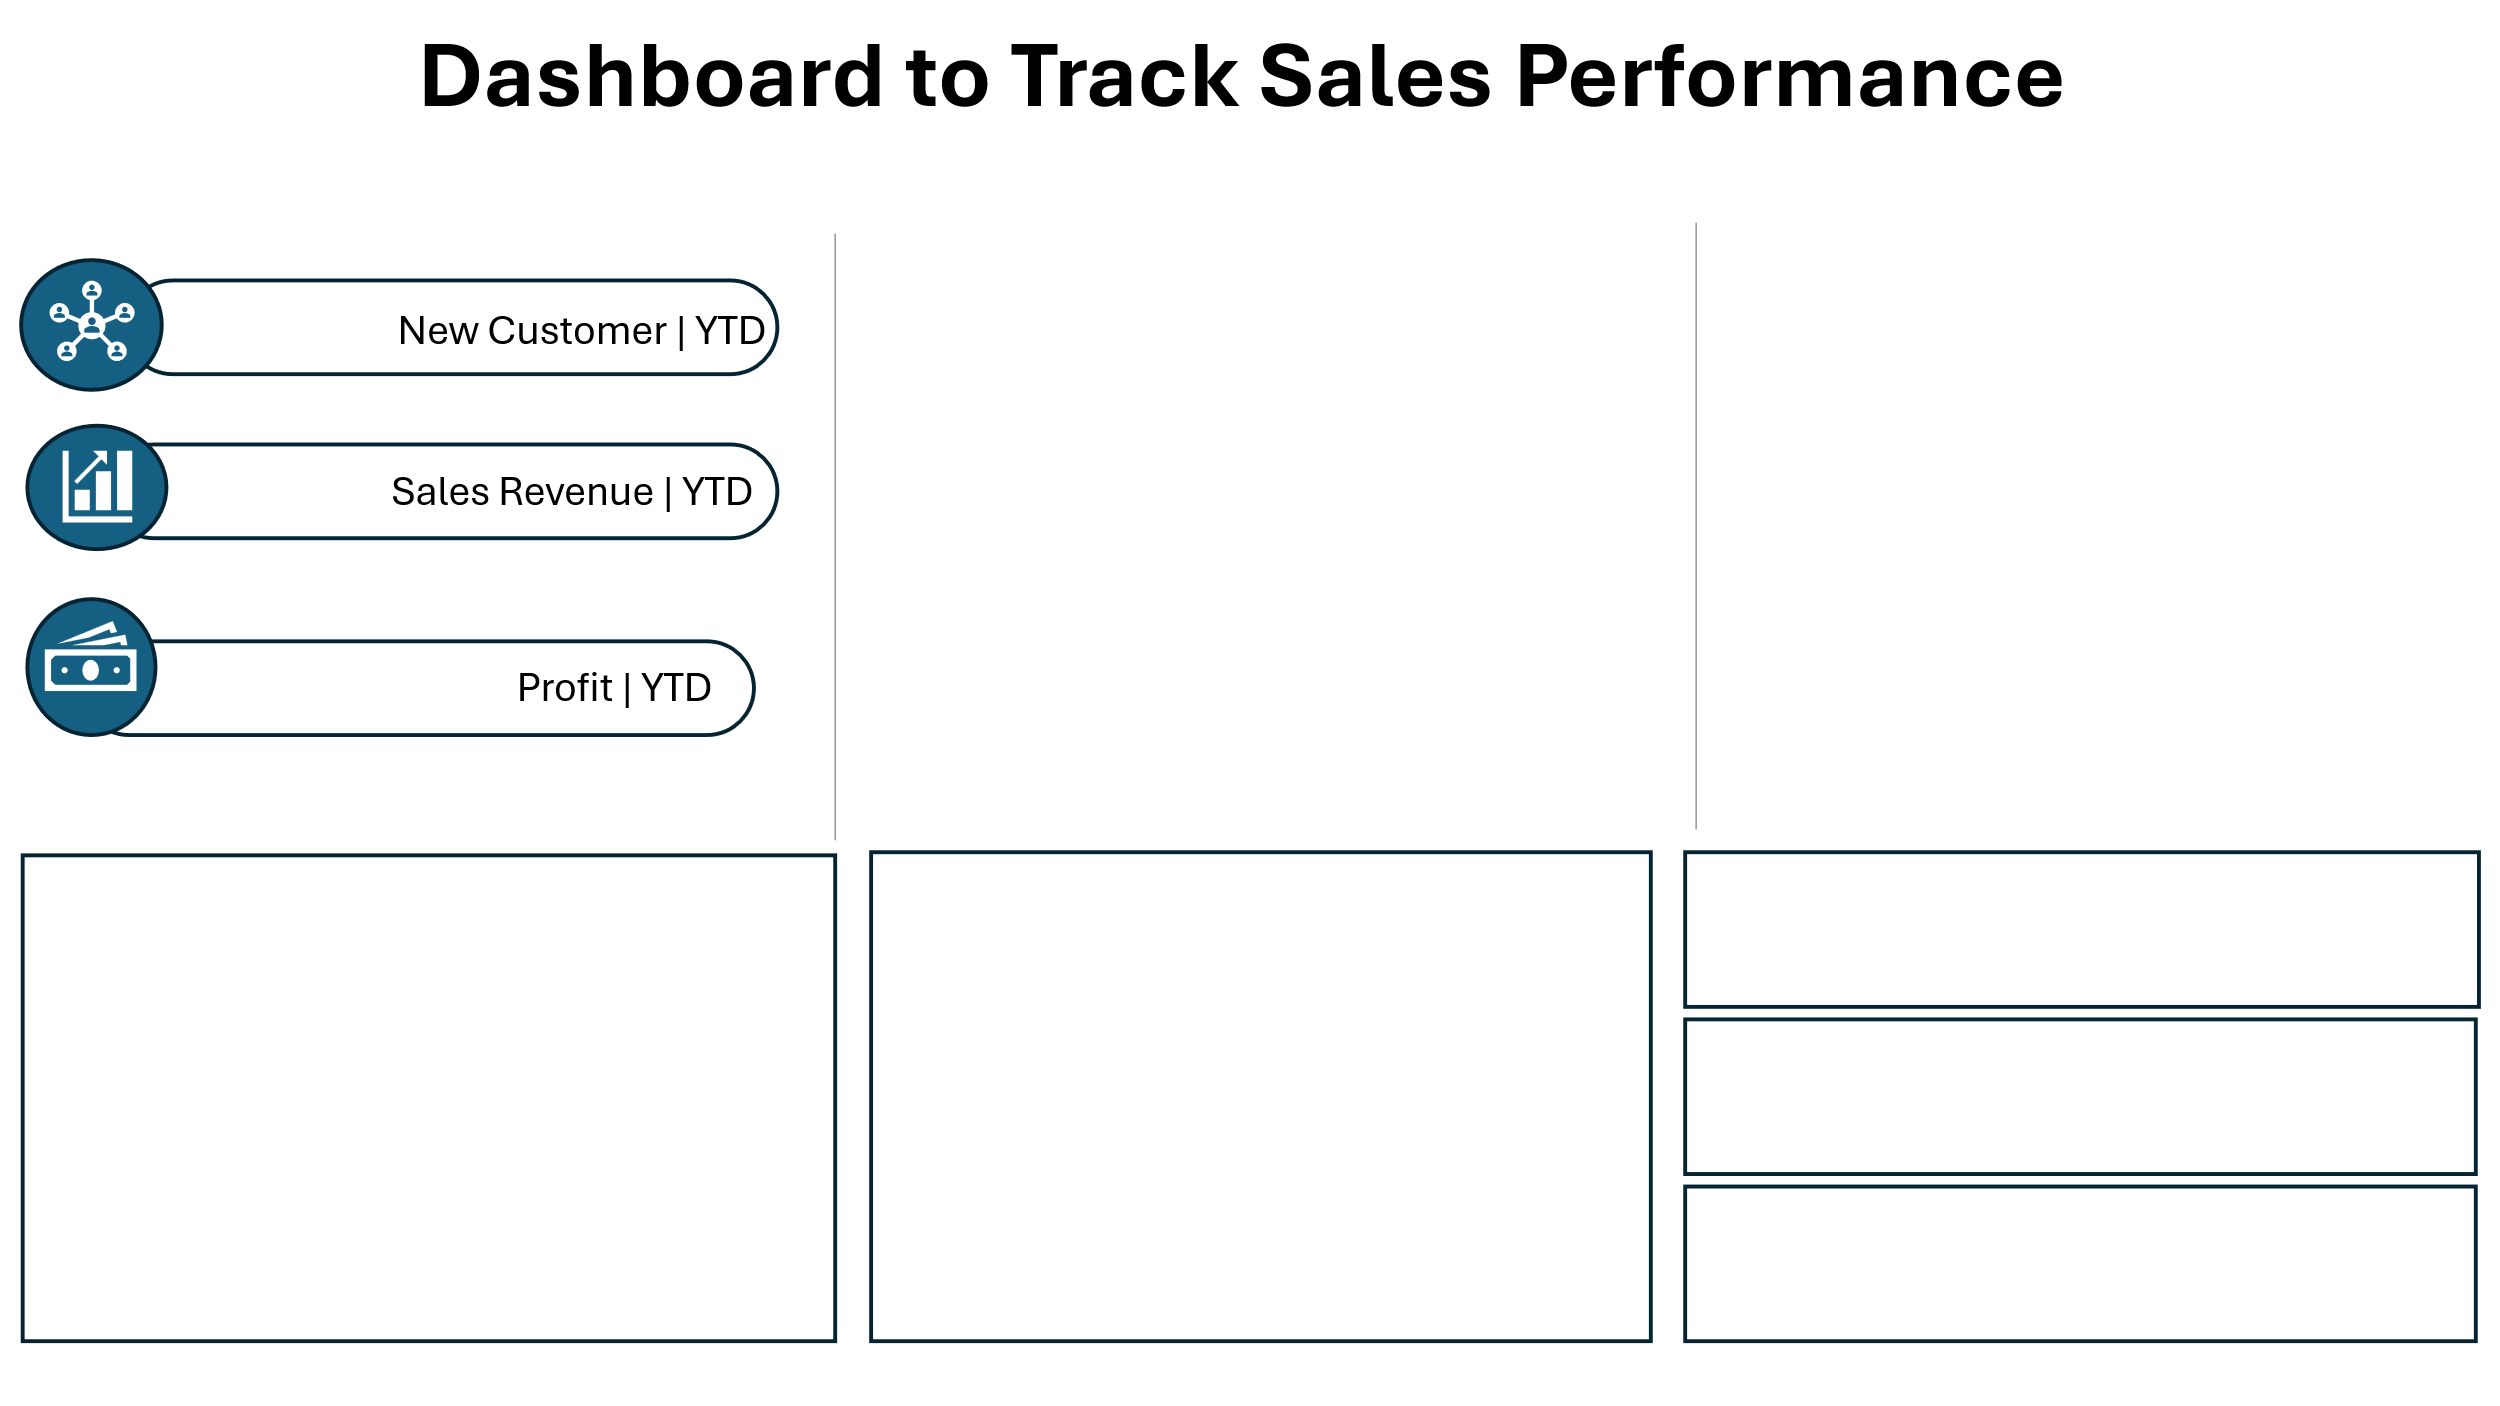 Dashboard to Track Sales Performance
New Customer | YTD
Sales Revenue | YTD
Profit | YTD